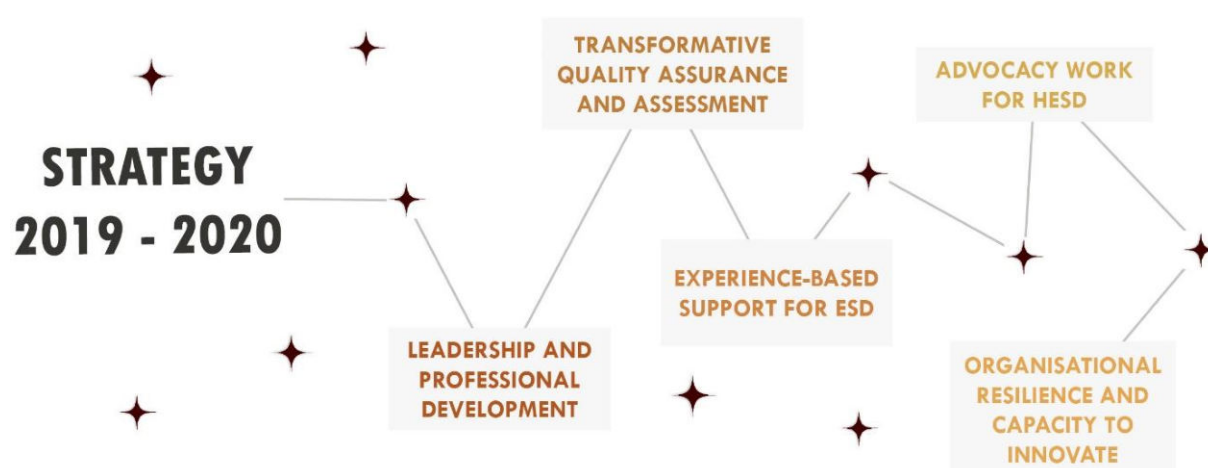 STRATEGY
2019 - 2020
LEADERSHIP AND
PROFESSIONAL
DEVELOPMENT
TRANSFORMATIVE
QUALITY ASSURANCE
AND ASSESSMENT
EXPERIENCE-BASED
SUPPORT FOR ESD
ADVOCACY WORK
FOR HESD
ORGANISATIONAL
RESILIENCE AND
CAPACITY TO
INNOVATE